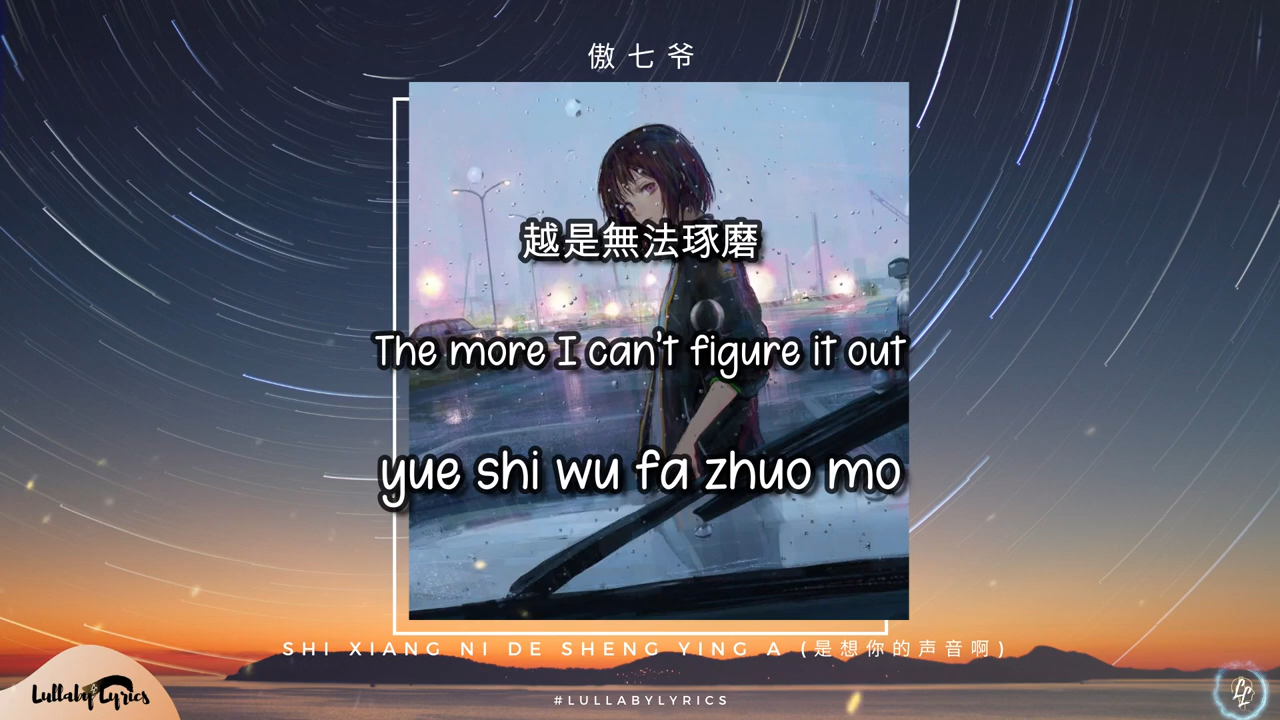 傲七爷
越是無法琢磨
The more I can't figure it out
yue shi wu fa zhuo mo
SHI XIANG NI DE SHENG YING A (是想你的声音啊)
Lullaby Lyrics
#LULLABYLYRICS
LL